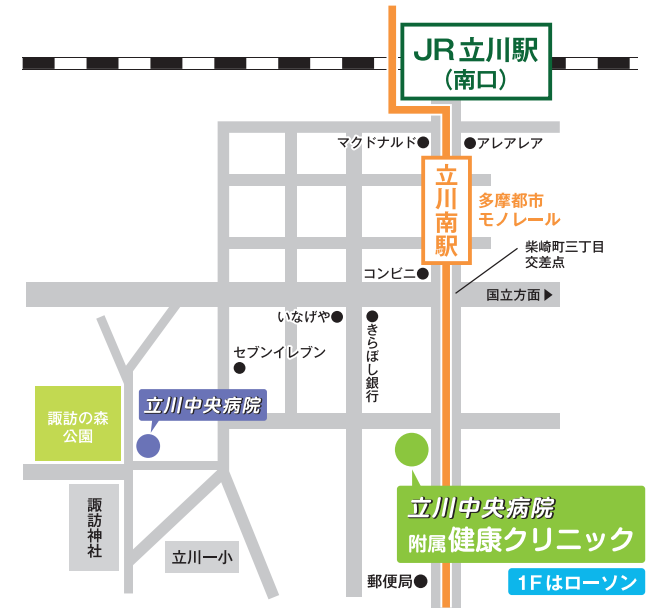 JR立川駅
(南口)
マクドナルド
アレアレア
立川南駅
多摩都市
モノレール
柴崎町三丁目
交差点
コンビニ
国立方面
いなげや
きらぼし銀行
セブンイレブン
立川中央病院
諏訪の森
公園
諏訪神社
立川一小
立川中央病院
附属 健康クリニック
郵便局
1Fはローソン